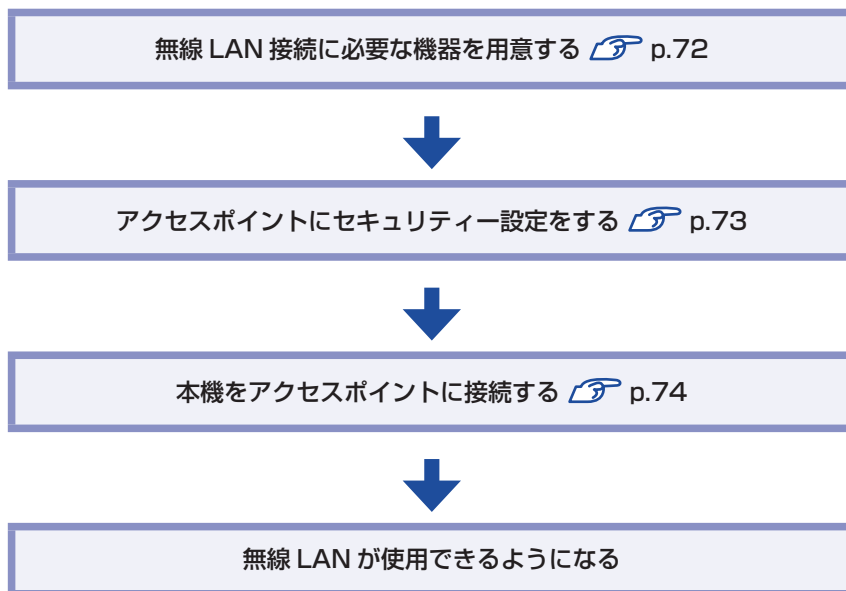 無線 LAN 接続に必要な機器を用意する p.72
アクセスポイントにセキュリティー設定をする p.73
本機をアクセスポイントに接続する p.74
無線 LAN が使用できるようになる